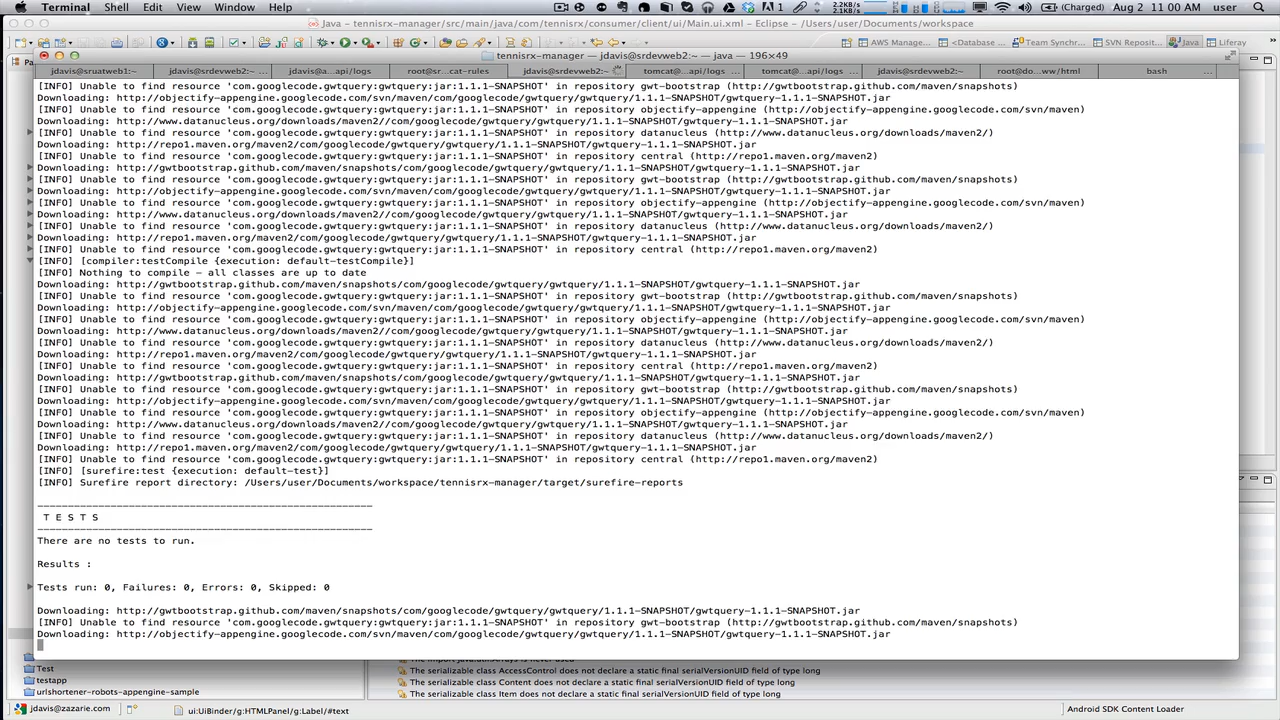 Terminal Shell Edit View Window Help
2.2KB/s
1 (Charged) Aug 2 11:00 AM user
Java – tennisrx-manager/src/main/java/com/tennisrx/consumer/client/ui/Main.ui.xml – Eclipse – /Users/user/Documents/workspace
AWS Manage... <Database... Team Synchr... SVN Reposit... Java Liferay
tennisrx-manager — jdavis@srdevweb2:~ — java — 196×49
jdavis@sruatweb1:~ jdavis@srdevweb2:~ ... jdavis@a...api/logs root@sr...cat-rules jdavis@srdevweb2:~ tomcat@...api/logs tomcat@...api/logs ... jdavis@srdevweb2:~ root@do...ww/html bash ...
[INFO] Unable to find resource 'com.googlecode.gwtquery:gwtquery:jar:1.1.1-SNAPSHOT' in repository gwt-bootstrap (http://gwtbootstrap.github.com/maven/snapshots)
Downloading: http://objectify-appengine.googlecode.com/svn/maven/com/googlecode/gwtquery/gwtquery/1.1.1-SNAPSHOT/gwtquery-1.1.1-SNAPSHOT.jar
[INFO] Unable to find resource 'com.googlecode.gwtquery:gwtquery:jar:1.1.1-SNAPSHOT' in repository objectify-appengine (http://objectify-appengine.googlecode.com/svn/maven)
Downloading: http://www.datanucleus.org/downloads/maven2//com/googlecode/gwtquery/gwtquery/1.1.1-SNAPSHOT/gwtquery-1.1.1-SNAPSHOT.jar
[INFO] Unable to find resource 'com.googlecode.gwtquery:gwtquery:jar:1.1.1-SNAPSHOT' in repository datanucleus (http://www.datanucleus.org/downloads/maven2/)
Downloading: http://repo1.maven.org/maven2/com/googlecode/gwtquery/gwtquery/1.1.1-SNAPSHOT/gwtquery-1.1.1-SNAPSHOT.jar
[INFO] Unable to find resource 'com.googlecode.gwtquery:gwtquery:jar:1.1.1-SNAPSHOT' in repository central (http://repo1.maven.org/maven2)
Downloading: http://gwtbootstrap.github.com/maven/snapshots/com/googlecode/gwtquery/gwtquery/1.1.1-SNAPSHOT/gwtquery-1.1.1-SNAPSHOT.jar
[INFO] Unable to find resource 'com.googlecode.gwtquery:gwtquery:jar:1.1.1-SNAPSHOT' in repository gwt-bootstrap (http://gwtbootstrap.github.com/maven/snapshots)
Downloading: http://objectify-appengine.googlecode.com/svn/maven/com/googlecode/gwtquery/gwtquery/1.1.1-SNAPSHOT/gwtquery-1.1.1-SNAPSHOT.jar
[INFO] Unable to find resource 'com.googlecode.gwtquery:gwtquery:jar:1.1.1-SNAPSHOT' in repository objectify-appengine (http://objectify-appengine.googlecode.com/svn/maven)
Downloading: http://www.datanucleus.org/downloads/maven2//com/googlecode/gwtquery/gwtquery/1.1.1-SNAPSHOT/gwtquery-1.1.1-SNAPSHOT.jar
[INFO] Unable to find resource 'com.googlecode.gwtquery:gwtquery:jar:1.1.1-SNAPSHOT' in repository datanucleus (http://www.datanucleus.org/downloads/maven2/)
Downloading: http://repo1.maven.org/maven2/com/googlecode/gwtquery/gwtquery/1.1.1-SNAPSHOT/gwtquery-1.1.1-SNAPSHOT.jar
[INFO] Unable to find resource 'com.googlecode.gwtquery:gwtquery:jar:1.1.1-SNAPSHOT' in repository central (http://repo1.maven.org/maven2)
[INFO] [compiler:testCompile {execution: default-testCompile}]
[INFO] Nothing to compile – all classes are up to date
Downloading: http://gwtbootstrap.github.com/maven/snapshots/com/googlecode/gwtquery/gwtquery/1.1.1-SNAPSHOT/gwtquery-1.1.1-SNAPSHOT.jar
[INFO] Unable to find resource 'com.googlecode.gwtquery:gwtquery:jar:1.1.1-SNAPSHOT' in repository gwt-bootstrap (http://gwtbootstrap.github.com/maven/snapshots)
Downloading: http://objectify-appengine.googlecode.com/svn/maven/com/googlecode/gwtquery/gwtquery/1.1.1-SNAPSHOT/gwtquery-1.1.1-SNAPSHOT.jar
[INFO] Unable to find resource 'com.googlecode.gwtquery:gwtquery:jar:1.1.1-SNAPSHOT' in repository objectify-appengine (http://objectify-appengine.googlecode.com/svn/maven)
Downloading: http://www.datanucleus.org/downloads/maven2//com/googlecode/gwtquery/gwtquery/1.1.1-SNAPSHOT/gwtquery-1.1.1-SNAPSHOT.jar
[INFO] Unable to find resource 'com.googlecode.gwtquery:gwtquery:jar:1.1.1-SNAPSHOT' in repository datanucleus (http://www.datanucleus.org/downloads/maven2/)
Downloading: http://repo1.maven.org/maven2/com/googlecode/gwtquery/gwtquery/1.1.1-SNAPSHOT/gwtquery-1.1.1-SNAPSHOT.jar
[INFO] Unable to find resource 'com.googlecode.gwtquery:gwtquery:jar:1.1.1-SNAPSHOT' in repository central (http://repo1.maven.org/maven2)
Downloading: http://gwtbootstrap.github.com/maven/snapshots/com/googlecode/gwtquery/gwtquery/1.1.1-SNAPSHOT/gwtquery-1.1.1-SNAPSHOT.jar
[INFO] Unable to find resource 'com.googlecode.gwtquery:gwtquery:jar:1.1.1-SNAPSHOT' in repository gwt-bootstrap (http://gwtbootstrap.github.com/maven/snapshots)
Downloading: http://objectify-appengine.googlecode.com/svn/maven/com/googlecode/gwtquery/gwtquery/1.1.1-SNAPSHOT/gwtquery-1.1.1-SNAPSHOT.jar
[INFO] Unable to find resource 'com.googlecode.gwtquery:gwtquery:jar:1.1.1-SNAPSHOT' in repository objectify-appengine (http://objectify-appengine.googlecode.com/svn/maven)
Downloading: http://www.datanucleus.org/downloads/maven2//com/googlecode/gwtquery/gwtquery/1.1.1-SNAPSHOT/gwtquery-1.1.1-SNAPSHOT.jar
[INFO] Unable to find resource 'com.googlecode.gwtquery:gwtquery:jar:1.1.1-SNAPSHOT' in repository datanucleus (http://www.datanucleus.org/downloads/maven2/)
Downloading: http://repo1.maven.org/maven2/com/googlecode/gwtquery/gwtquery/1.1.1-SNAPSHOT/gwtquery-1.1.1-SNAPSHOT.jar
[INFO] Unable to find resource 'com.googlecode.gwtquery:gwtquery:jar:1.1.1-SNAPSHOT' in repository central (http://repo1.maven.org/maven2)
[INFO] [surefire:test {execution: default-test}]
[INFO] Surefire report directory: /Users/user/Documents/workspace/tennisrx-manager/target/surefire-reports
-------------------------------------------------------
T E S T S
-------------------------------------------------------
There are no tests to run.
Results :
Tests run: 0, Failures: 0, Errors: 0, Skipped: 0
Downloading: http://gwtbootstrap.github.com/maven/snapshots/com/googlecode/gwtquery/gwtquery/1.1.1-SNAPSHOT/gwtquery-1.1.1-SNAPSHOT.jar
[INFO] Unable to find resource 'com.googlecode.gwtquery:gwtquery:jar:1.1.1-SNAPSHOT' in repository gwt-bootstrap (http://gwtbootstrap.github.com/maven/snapshots)
Downloading: http://objectify-appengine.googlecode.com/svn/maven/com/googlecode/gwtquery/gwtquery/1.1.1-SNAPSHOT/gwtquery-1.1.1-SNAPSHOT.jar
Test
The serializable class AccessControl does not declare a static final serialVersionUID field of type long
testapp
The serializable class Content does not declare a static final serialVersionUID field of type long
urlshortener-robots-appengine-sample
The serializable class Item does not declare a static final serialVersionUID field of type long
jdavis@zazarie.com
ui:UiBinder/g:HTMLPanel/g:Label/#text
Android SDK Content Loader